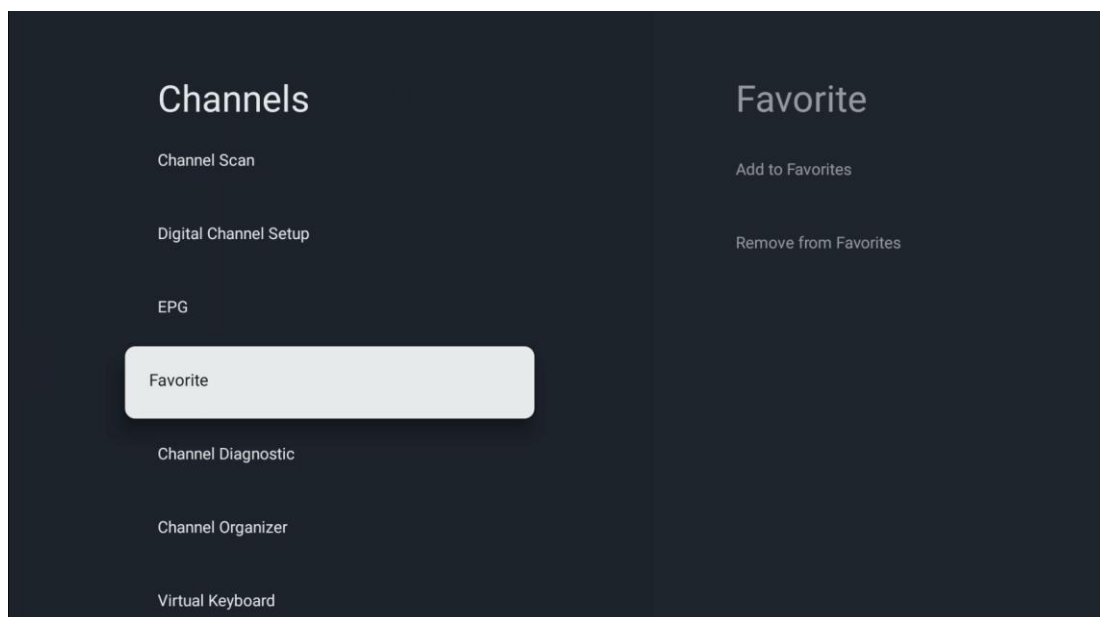 Channels
Channel Scan
Digital Channel Setup
EPG
Favorite
Channel Diagnostic
Channel Organizer
Virtual Keyboard
Favorite
Add to Favorites
Remove from Favorites